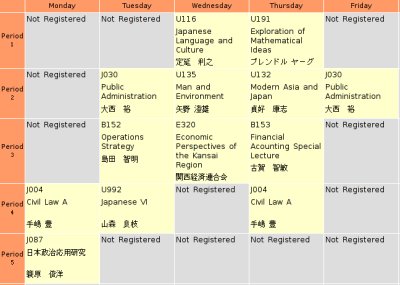 Monday Tuesday Wednesday Thursday Friday
Period 1
Not Registered
Not Registered
U116
Japanese
Language and
Culture
定延 利之
U191
Exploration of
Mathematical
Ideas
ブレンドル ヤーグ
Not Registered
Period 2
Not Registered
J030
Public
Administration
大西 裕
U135
Man and
Environment
矢野 澄雄
U132
Modern Asia and
Japan
貞好 康志
J030
Public
Administration
大西 裕
Period 3
Not Registered
B152
Operations
Strategy
島田 智明
E320
Economic
Perspectives of
the Kansai
Region
関西経済連合会
B153
Financial
Acounting Special
Lecture
古賀 智敏
Not Registered
Period 4
J004
Civil Law A
手嶋 豊
U992
Japanese Ⅵ
山森 良枝
Not Registered
J004
Civil Law A
手嶋 豊
Not Registered
Period 5
J087
日本政治応用研究
簑原 俊洋
Not Registered
Not Registered
Not Registered
Not Registered